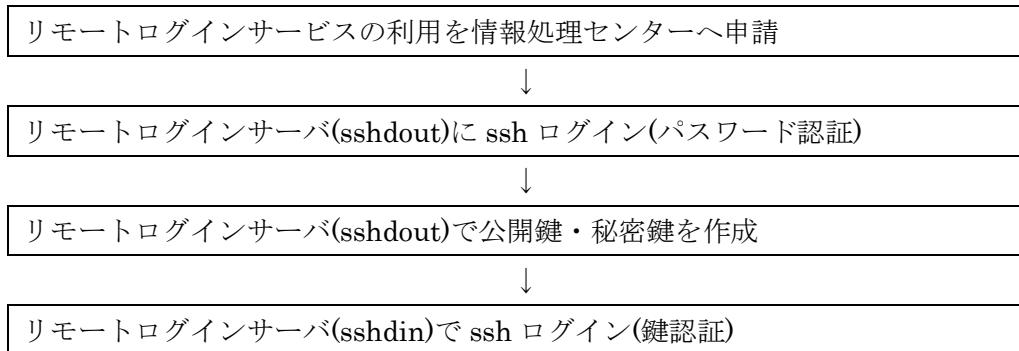 リモートログインサービスの利用を情報処理センターへ申請
↓
リモートログインサーバ(sshdout)に ssh ログイン(パスワード認証)
↓
リモートログインサーバ(sshdout)で公開鍵・秘密鍵を作成
↓
リモートログインサーバ(sshdin)で ssh ログイン(鍵認証)